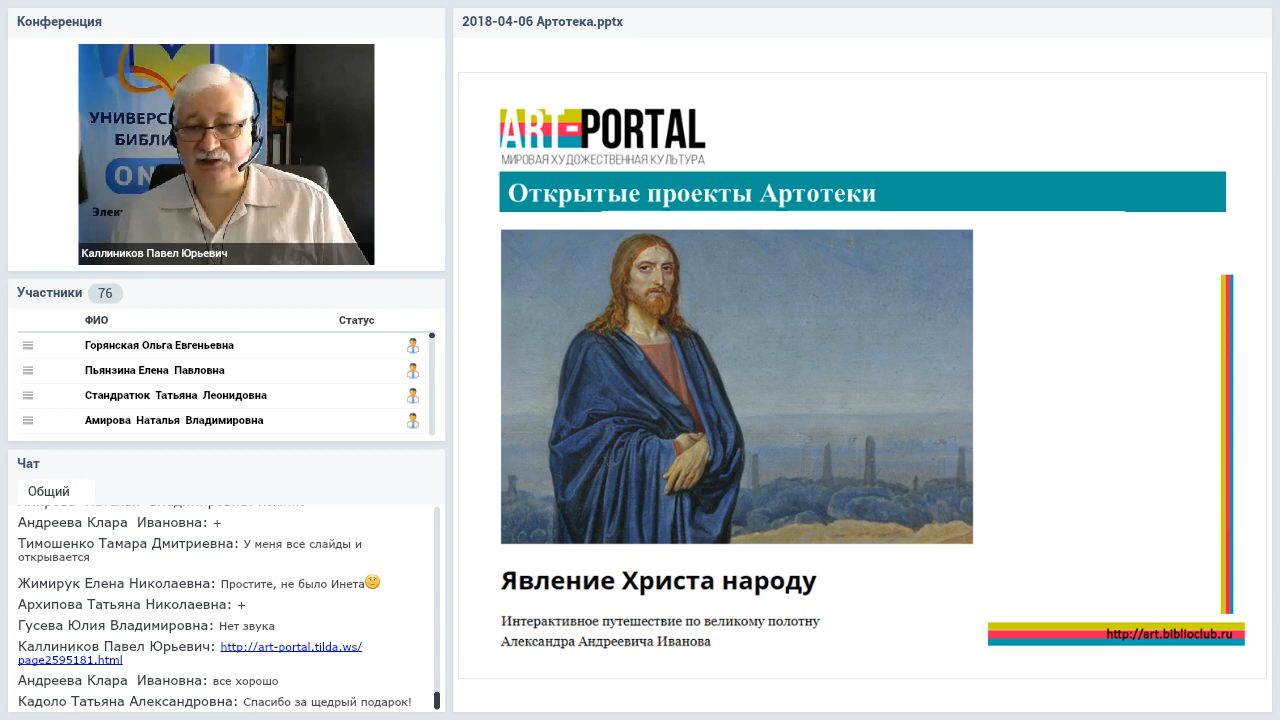 Конференция
УНИВЕРС
БИБЛИ
ON
Элек
Каллиников Павел Юрьевич
Участники 76
ФИО Статус
Горянская Ольга Евгеньевна
Пьянзина Елена Павловна
Стандратюк Татьяна Леонидовна
Амирова Наталья Владимировна
Чат
Общий
Андреева Клара Ивановна: +
Тимошенко Тамара Дмитриевна: У меня все слайды и
открывается
Жимирук Елена Николаевна: Простите, не было Инета
Архипова Татьяна Николаевна: +
Гусева Юлия Владимировна: Нет звука
Каллиников Павел Юрьевич: http://art-portal.tilda.ws/
page2595181.html
Андреева Клара Ивановна: все хорошо
Кадоло Татьяна Александровна: Спасибо за щедрый подарок!
2018-04-06 Артотека.pptx
ART-PORTAL
МИРОВАЯ ХУДОЖЕСТВЕННАЯ КУЛЬТУРА
Открытые проекты Артотеки
Явление Христа народу
Интерактивное путешествие по великому полотну
Александра Андреевича Иванова
http://art.biblioclub.ru